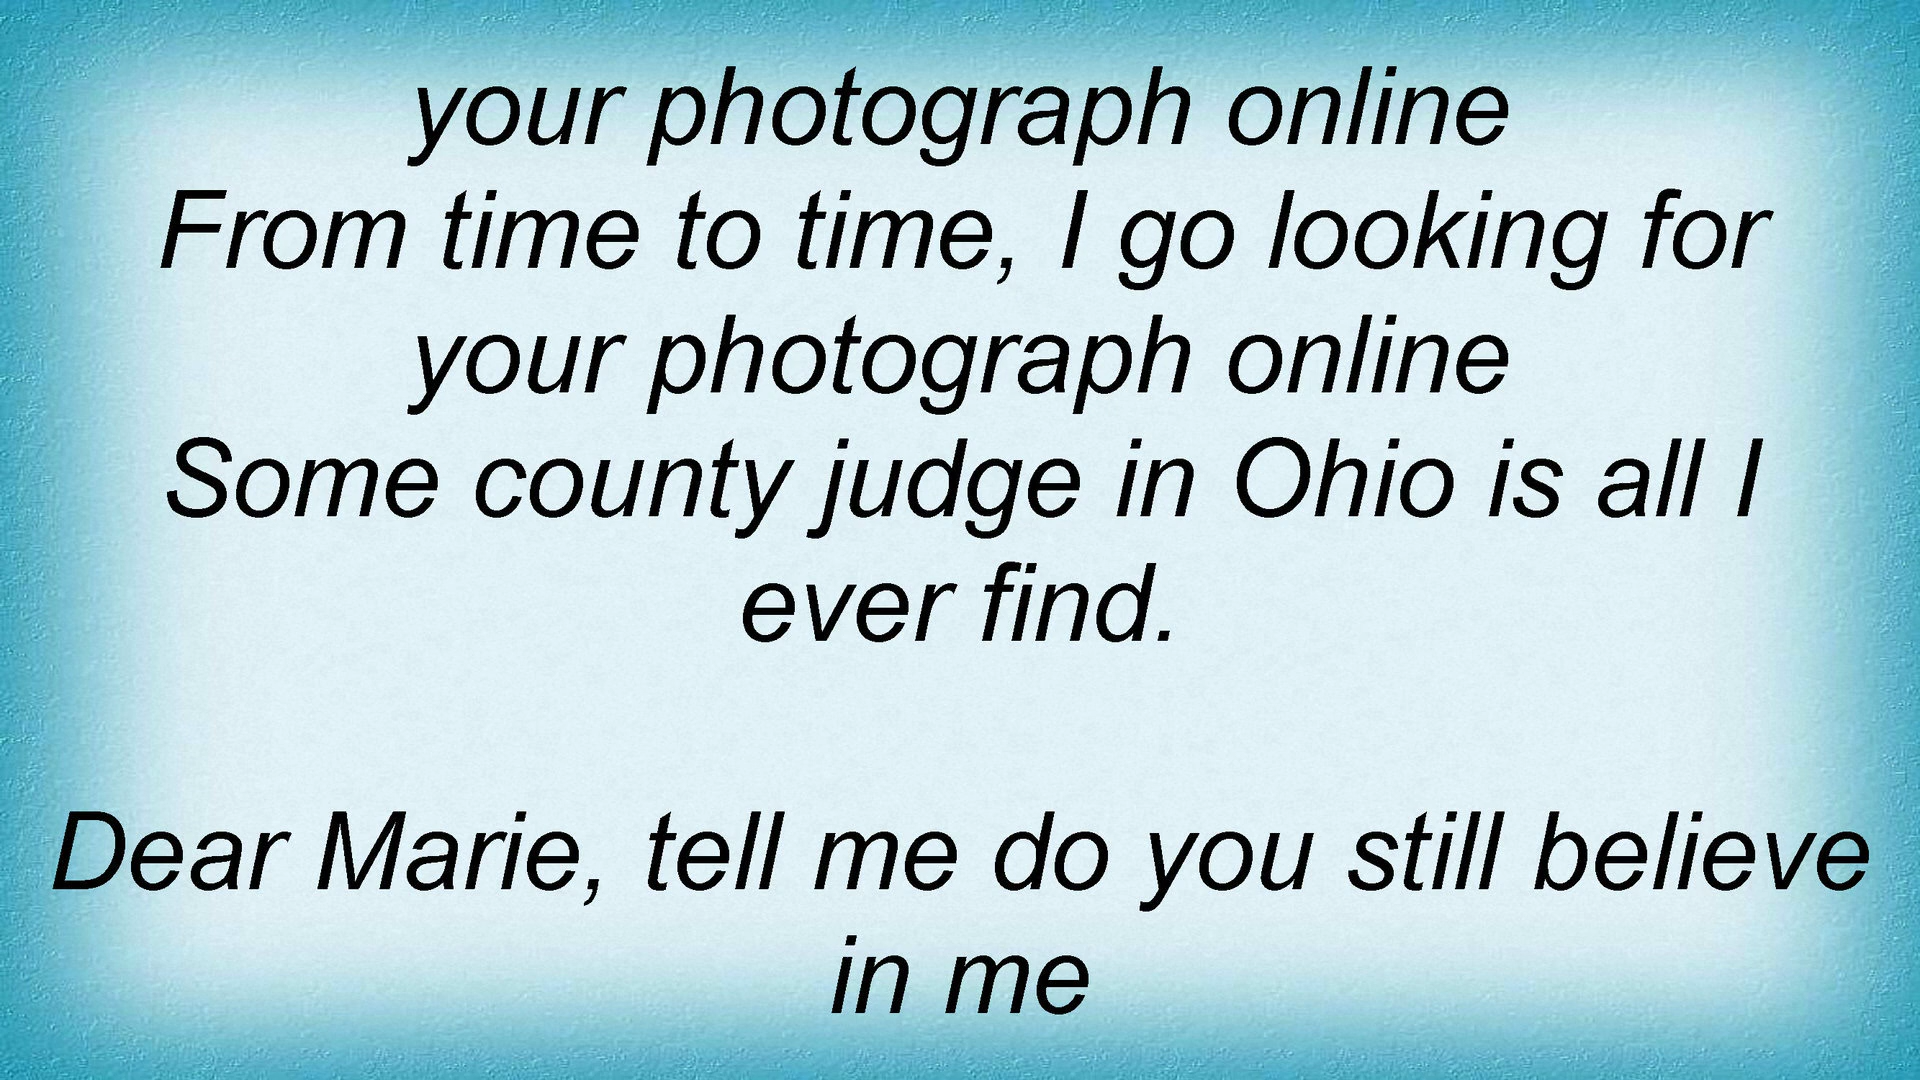 your photograph online
From time to time, I go looking for
your photograph online
Some county judge in Ohio is all I
ever find.
Dear Marie, tell me do you still believe
in me